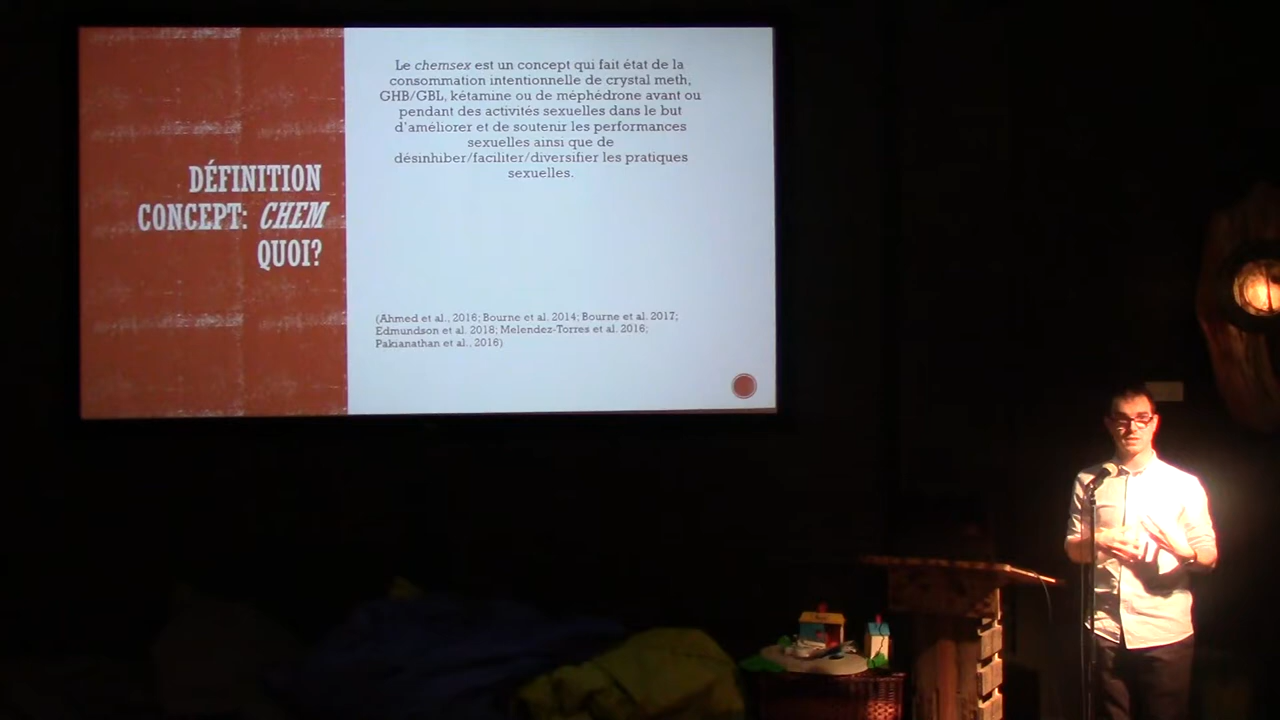 DÉFINITION
CONCEPT: CHEM
QUOI?
Le chemsex est un concept qui fait état de la
consommation intentionnelle de crystal meth,
GHB/GBL, kétamine ou de méphédrone avant ou
pendant des activités sexuelles dans le but
d'améliorer et de soutenir les performances
sexuelles ainsi que de
désinhiber/faciliter/diversifier les pratiques
sexuelles.
(Ahmed et al., 2016; Bourne et al. 2014; Bourne et al. 2017;
Edmundson et al. 2018; Melendez-Torres et al. 2016;
Pakianathan et al., 2016)